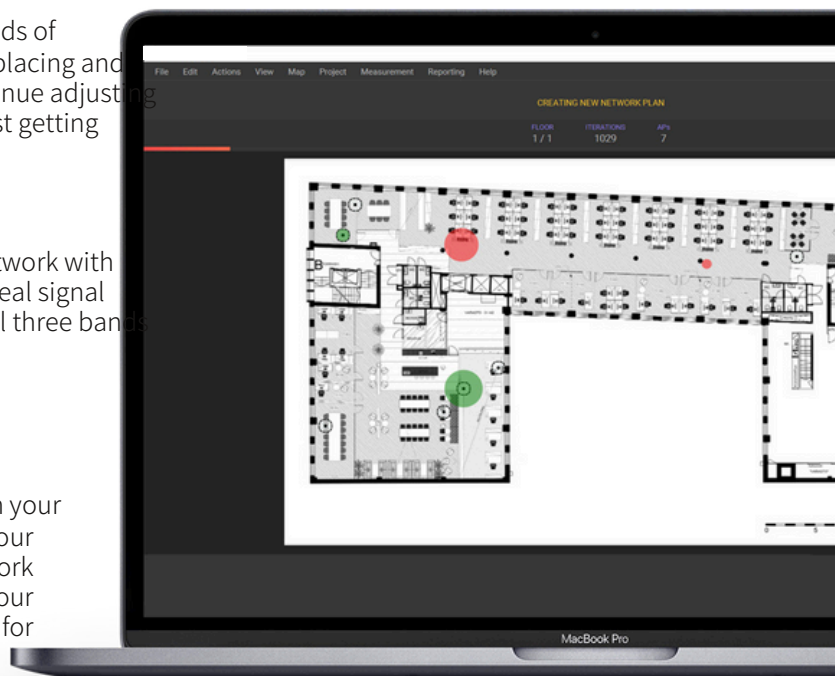 ds of
placing and
nue adjusting
st getting
twork with
eal signal
l three bands
n your
our
ork
our
for
File Edit Actions View Map Project Measurement Reporting Help
CREATING NEW NETWORK PLAN
FLOOR ITERATIONS APs
1 / 1 1029 7
0 5
MacBook Pro